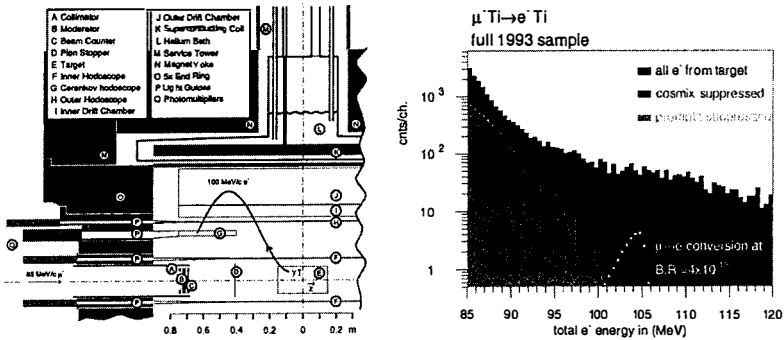 A Collimator
B Moderator
C Beam Counter
D Pion Stopper
E Target
F Inner Hodoscope
G Cerenkov hodoscope
H Outer Hodoscope
I Inner Drift Chamber
J Outer Drift Chamber
K Superconducting Coil
L Helium Bath
M Service Tower
N Magnet yoke
O 5x End Ring
P Light Guides
Q Photomultipliers
M
N
N
N
L
K
O
100 MeV/c e⁻
J
I
H
P
P
G
Q
P
F
85 MeV/c μ⁻
A
B
C
D
E
z
P
F
0.8 0.6 0.4 0.2 0 0.2 m
μ⁻Ti→e⁻Ti
full 1993 sample
all e⁻ from target
cosmix suppressed
prompts suppressed
cnts/ch.
10³
10²
10
1
μ→e conversion at
85 90 95 100 105 110 115 120
total e⁻ energy in (MeV)